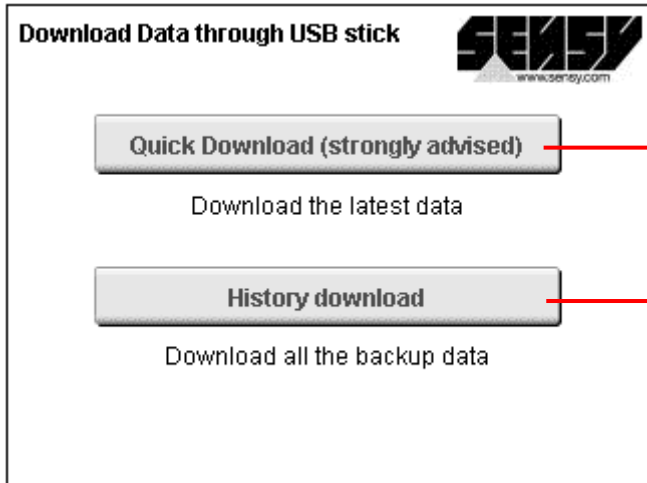 Download Data through USB stick
SENSY
www.sensy.com
Quick Download (strongly advised)
Download the latest data
History download
Download all the backup data